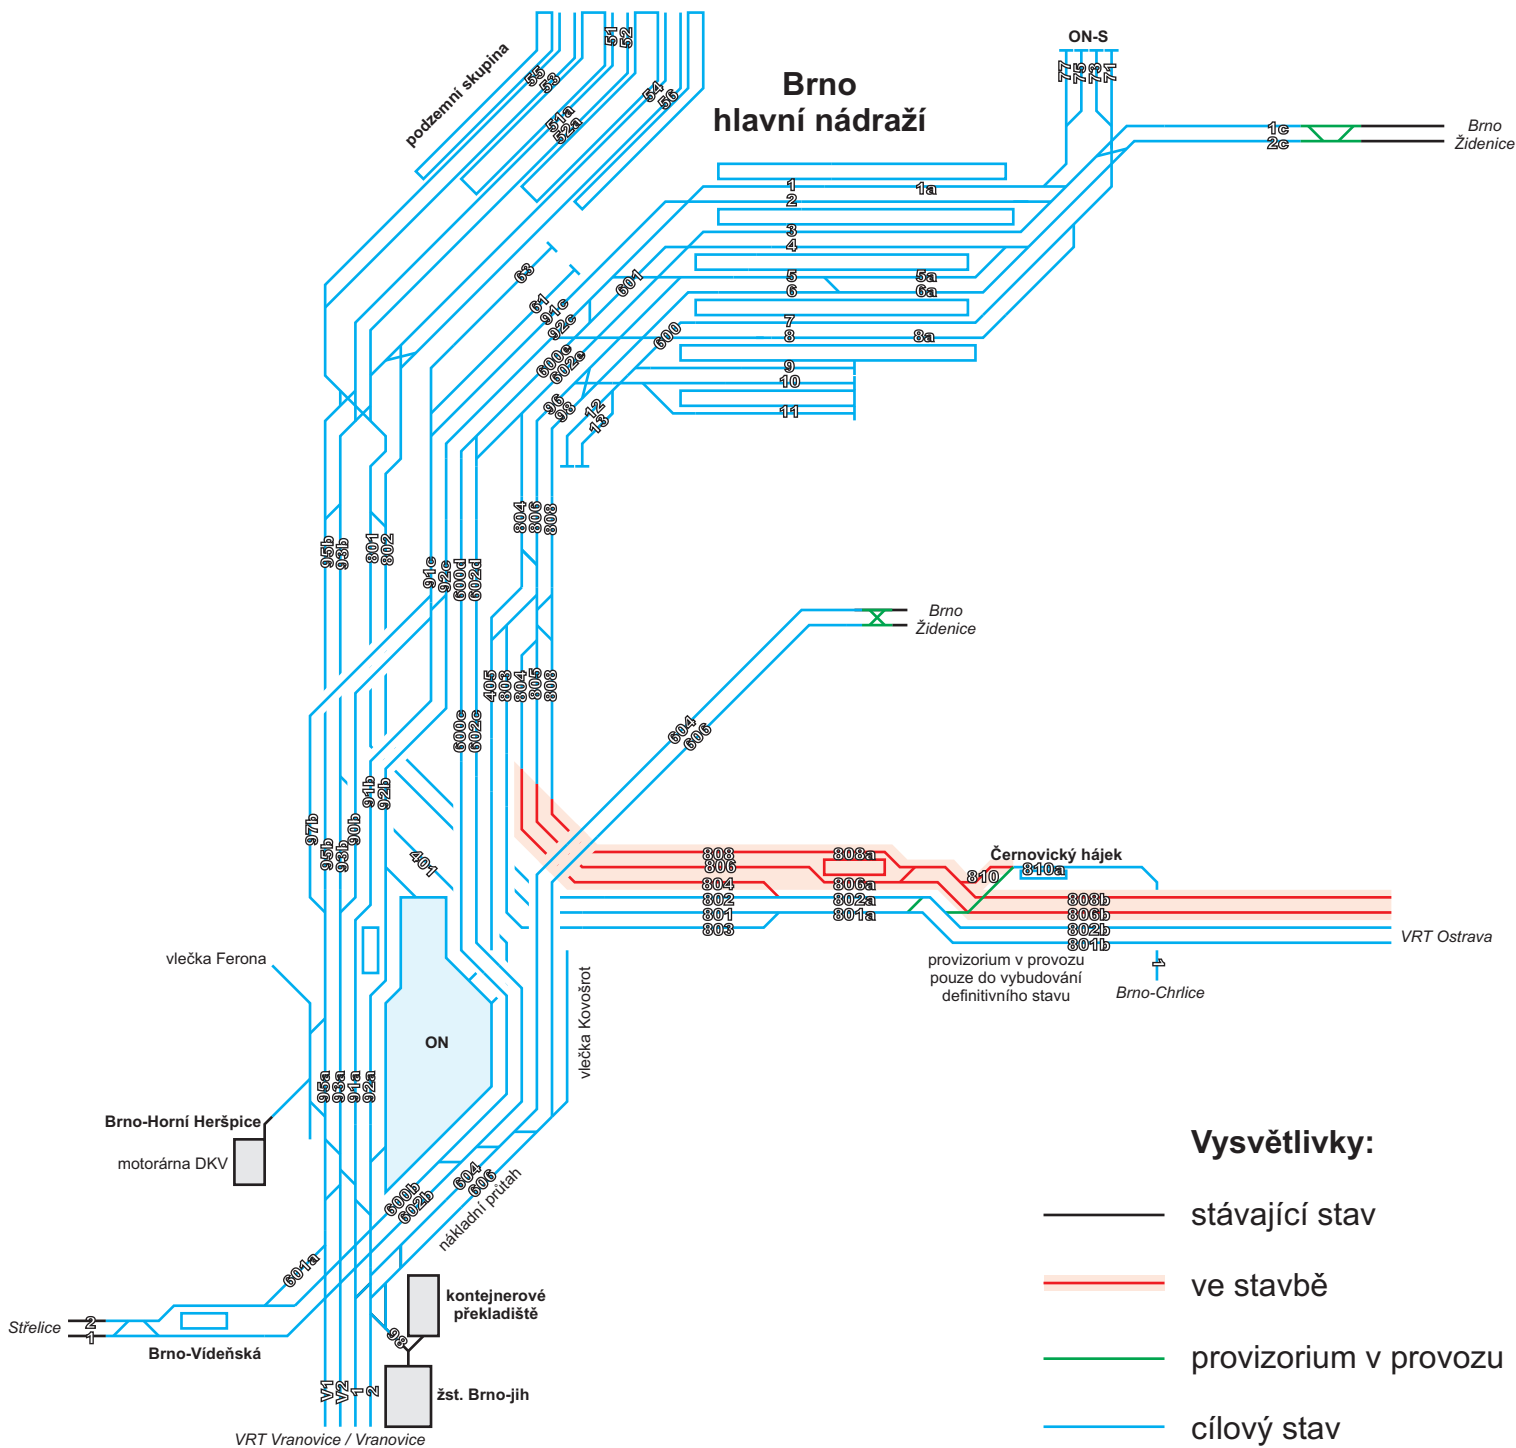 Brno
hlavní nádraží
ON-S
77
75
73
71
podzemní skupina
55
53
51
52
51a
52a
54
56
1c
2c
Brno
Židenice
1
1a
2
3
4
5
5a
6
6a
7
8
8a
9
10
11
63
61
91c
92c
601
600
600e
602e
96
98
12
13
95b
93b
801
802
91c
92c
600d
602d
804
806
808
Brno
Židenice
405
803
804
805
808
600c
602c
604
606
97b
95b
93b
90b
91b
92b
401
808
808a
806
804
806a
802
802a
801
801a
803
Černovický hájek
810
810a
808b
806b
802b
801b
VRT Ostrava
provizorium v provozu
pouze do vybudování
definitivního stavu
1
Brno-Chrlice
vlečka Ferona
ON
vlečka Kovošrot
95a
93a
91a
92a
Brno-Horní Heršpice
motorárna DKV
600b
602b
604
606
nákladní průtah
601a
Střelice
2
1
Brno-Vídeňská
kontejnerové
překladiště
98
žst. Brno-jih
V1
V2
1
2
VRT Vranovice / Vranovice
Vysvětlivky:
stávající stav
ve stavbě
provizorium v provozu
cílový stav